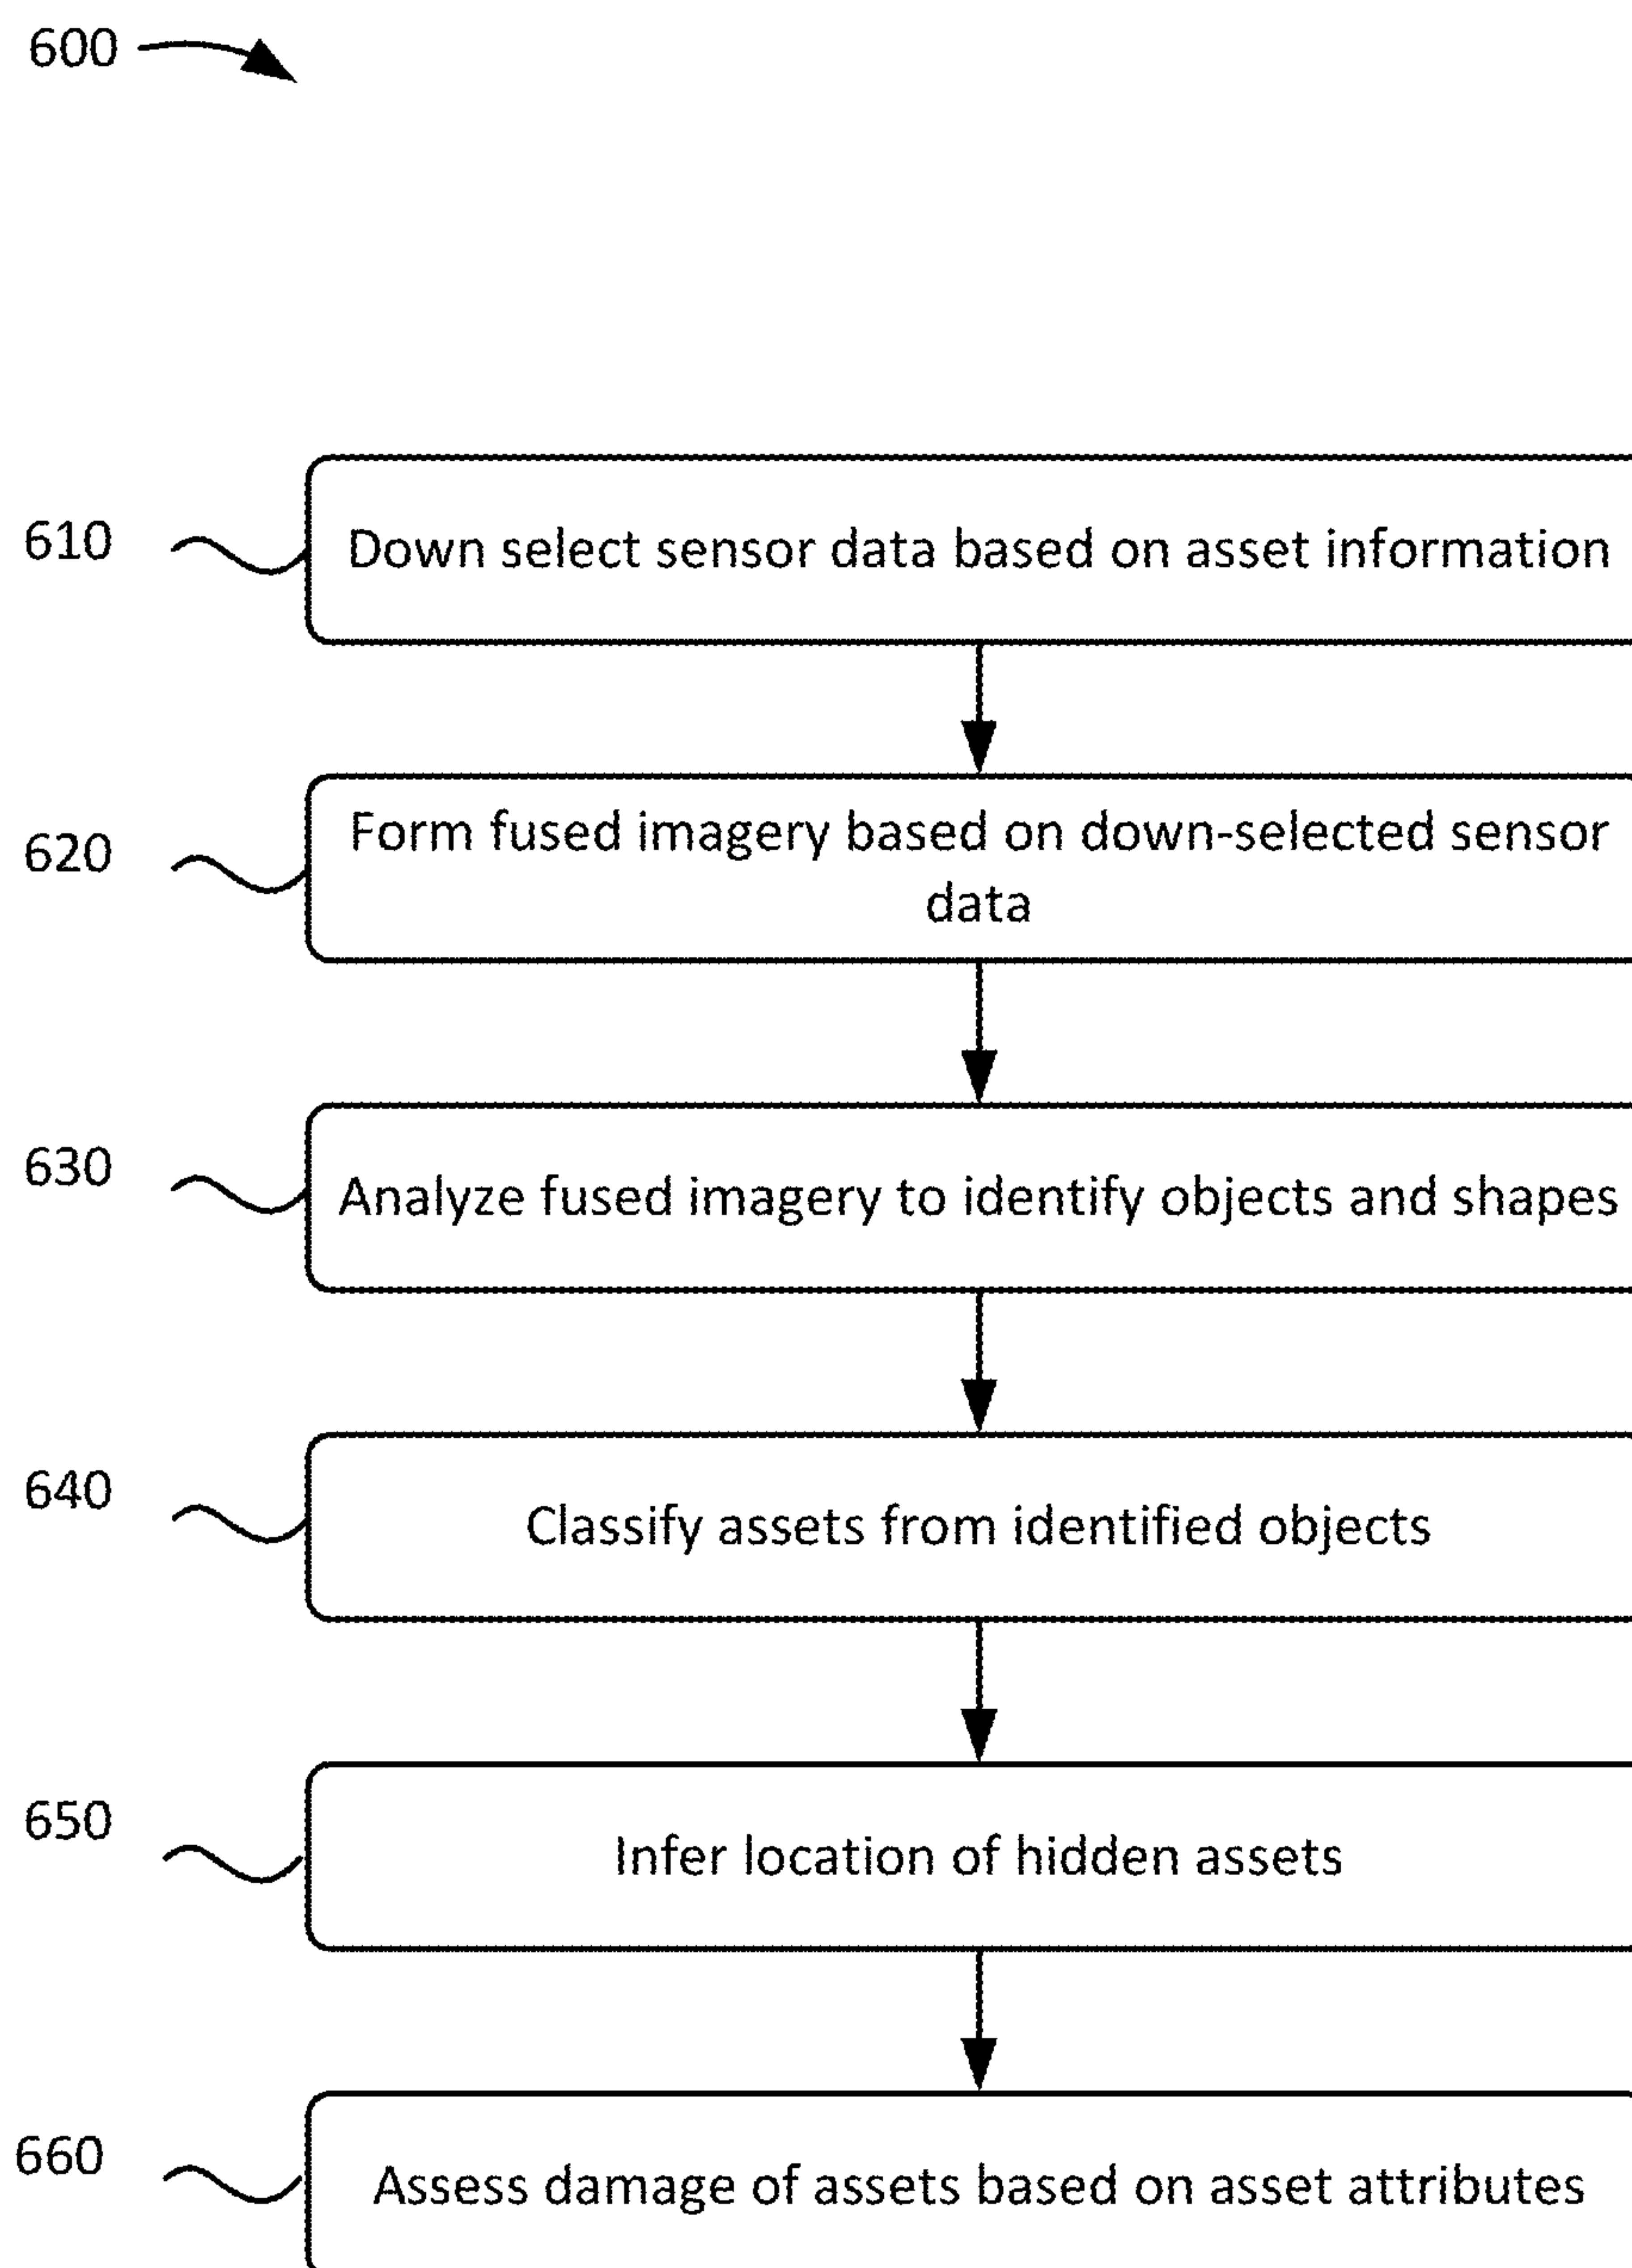 600
610
Down select sensor data based on asset information
620
Form fused imagery based on down-selected sensor
data
630
Analyze fused imagery to identify objects and shapes
640
Classify assets from identified objects
650
Infer location of hidden assets
660
Assess damage of assets based on asset attributes